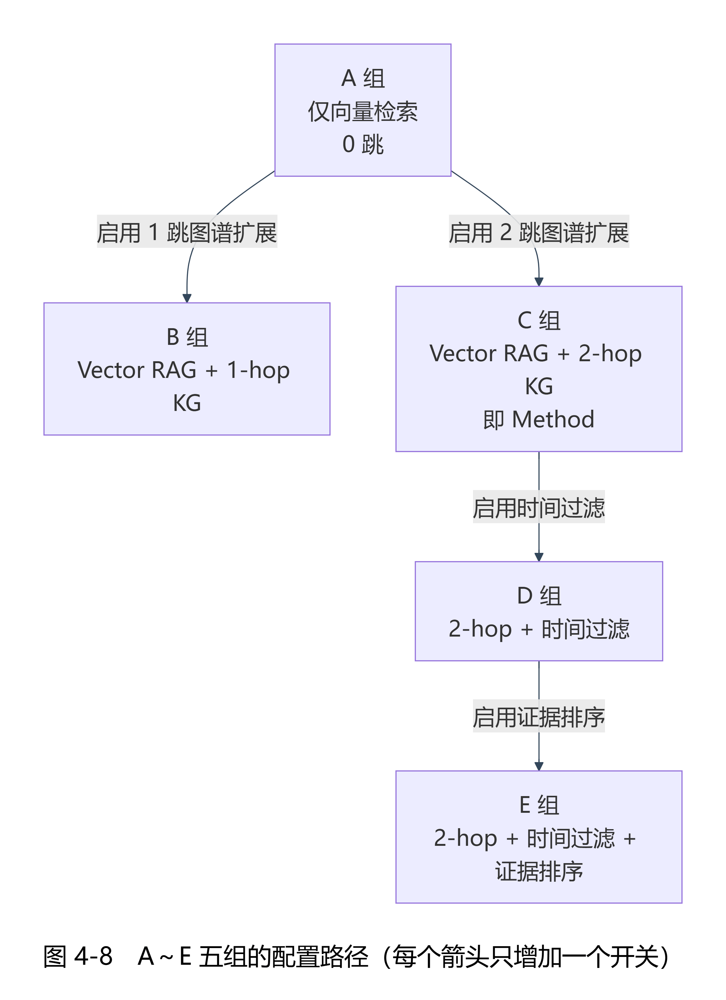 A 组
仅向量检索
0 跳
启用 1 跳图谱扩展
启用 2 跳图谱扩展
B 组
Vector RAG + 1-hop
KG
C 组
Vector RAG + 2-hop
KG
即 Method
启用时间过滤
D 组
2-hop + 时间过滤
启用证据排序
E 组
2-hop + 时间过滤 +
证据排序
图 4-8 A ~ E 五组的配置路径（每个箭头只增加一个开关）